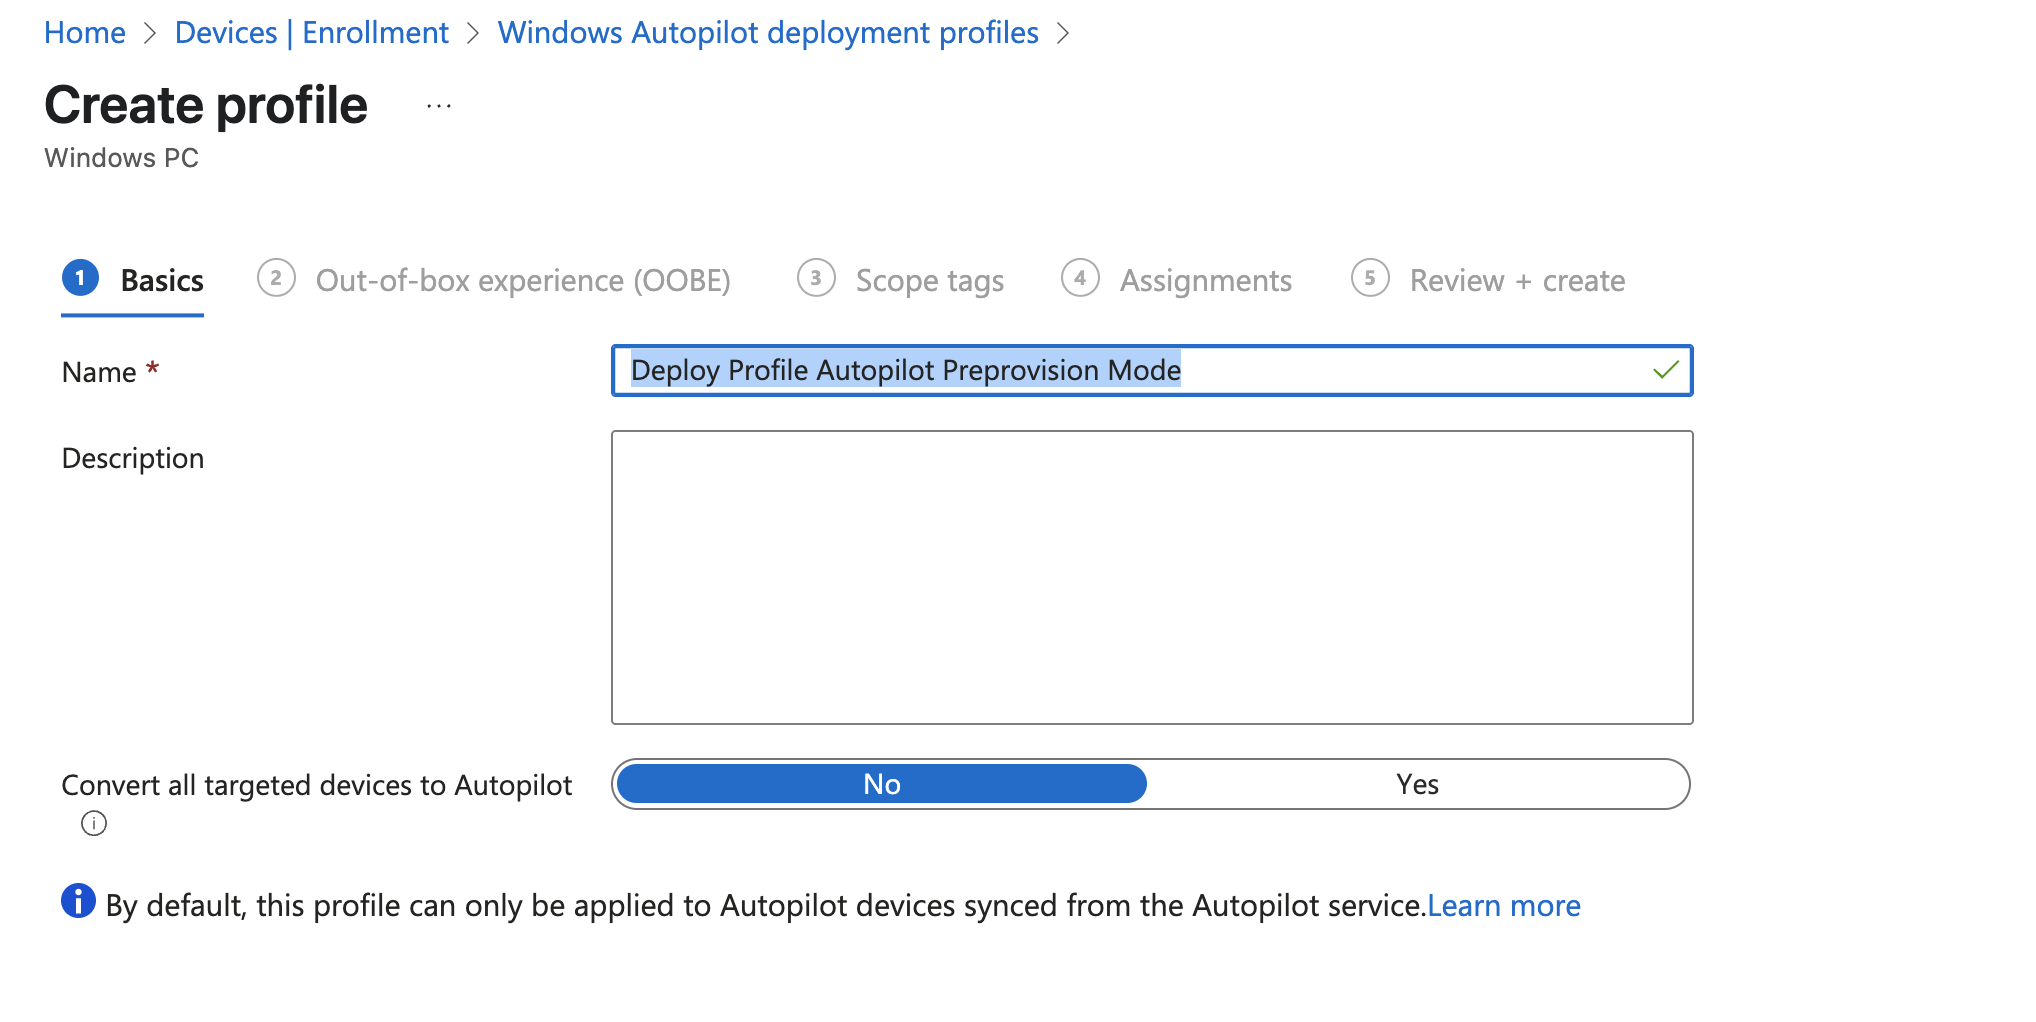 Home > Devices | Enrollment > Windows Autopilot deployment profiles >
Create profile ...
Windows PC
1 Basics 2 Out-of-box experience (OOBE) 3 Scope tags 4 Assignments 5 Review + create
Name * Deploy Profile Autopilot Preprovision Mode
Description
Convert all targeted devices to Autopilot No Yes
By default, this profile can only be applied to Autopilot devices synced from the Autopilot service.Learn more